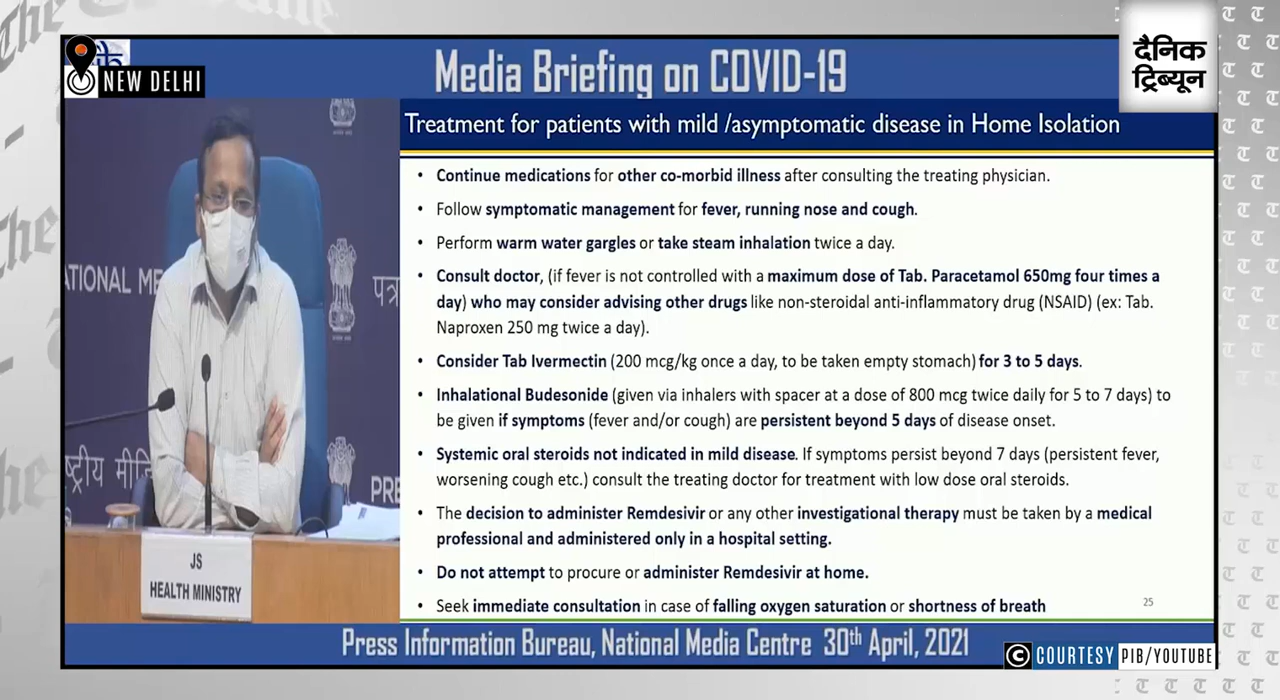 NEW DELHI
Media Briefing on COVID-19
दैनिक
ट्रिब्यून
Treatment for patients with mild /asymptomatic disease in Home Isolation
• Continue medications for other co-morbid illness after consulting the treating physician.
• Follow symptomatic management for fever, running nose and cough.
• Perform warm water gargles or take steam inhalation twice a day.
• Consult doctor, (if fever is not controlled with a maximum dose of Tab. Paracetamol 650mg four times a
day) who may consider advising other drugs like non-steroidal anti-inflammatory drug (NSAID) (ex: Tab.
Naproxen 250 mg twice a day).
• Consider Tab Ivermectin (200 mcg/kg once a day, to be taken empty stomach) for 3 to 5 days.
• Inhalational Budesonide (given via inhalers with spacer at a dose of 800 mcg twice daily for 5 to 7 days) to
be given if symptoms (fever and/or cough) are persistent beyond 5 days of disease onset.
• Systemic oral steroids not indicated in mild disease. If symptoms persist beyond 7 days (persistent fever,
worsening cough etc.) consult the treating doctor for treatment with low dose oral steroids.
• The decision to administer Remdesivir or any other investigational therapy must be taken by a medical
professional and administered only in a hospital setting.
• Do not attempt to procure or administer Remdesivir at home.
• Seek immediate consultation in case of falling oxygen saturation or shortness of breath
25
ATIONAL ME
पत्र
ष्ट्रीय मीडि
PRE
JS
HEALTH MINISTRY
Press Information Bureau, National Media Centre 30th April, 2021
© COURTESY PIB/YOUTUBE